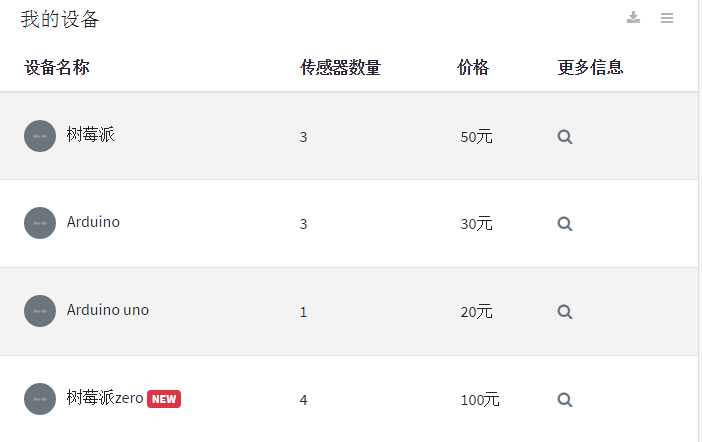 我的设备
设备名称 传感器数量 价格 更多信息
树莓派 3 50元
Arduino 3 30元
Arduino uno 1 20元
树莓派zero NEW 4 100元